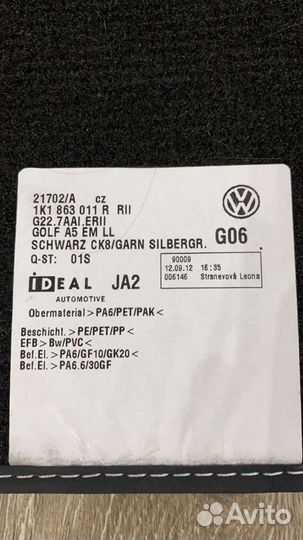 21702/A CZ
1K1 863 011 R RII
G22.7AAI.ERII
GOLF A5 EM LL
SCHWARZ CK8/GARN SILBERGR. G06
Q-ST: 01S
90009
12.09.12 16:35
006146 Stranevová Leona
iDEAL JA2
AUTOMOTIVE
Obermaterial >PA6/PET/PAK<
Beschicht. >PE/PET/PP<
EFB >Bw/PVC<
Bef.El. >PA6/GF10/GK20<
Bef.El. >PA6.6/30GF
Avito